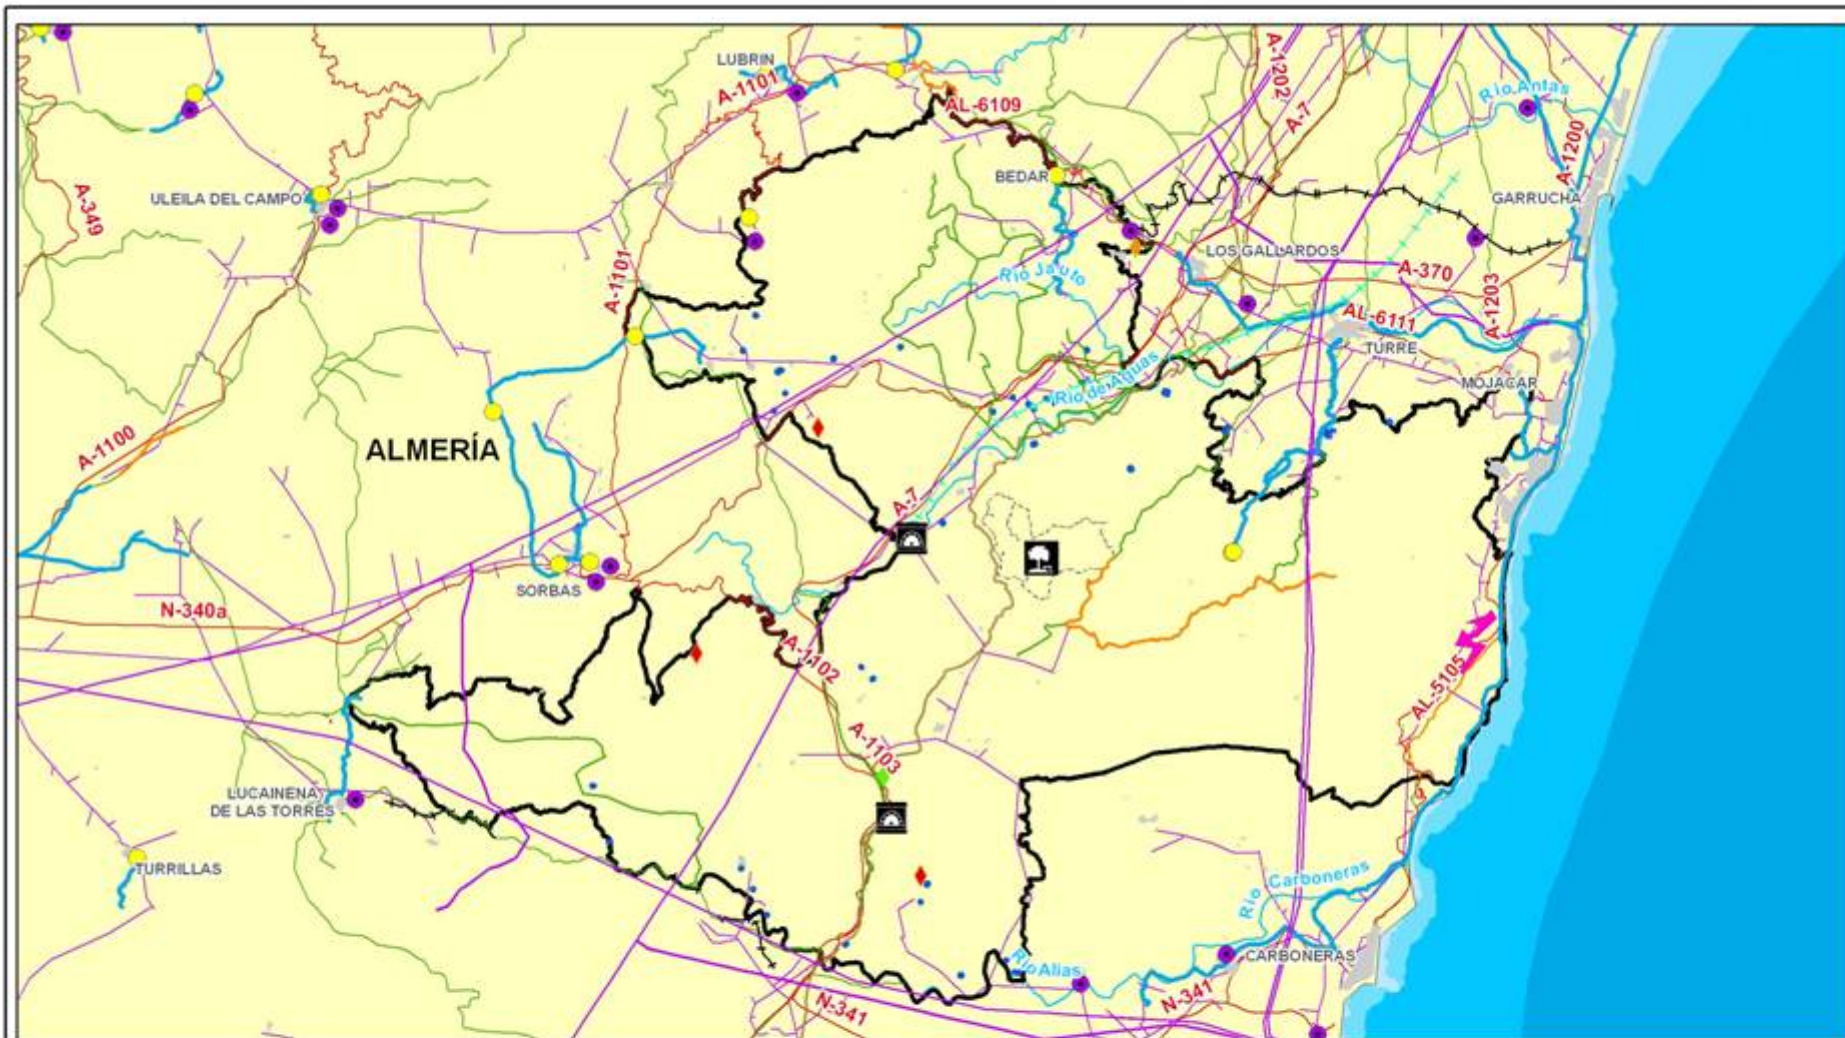 LUBRIN
A-1101
AL-6109
A-1202
A-7
Río Antas
A-1200
A-349
ULEILA DEL CAMPO
BEDAR
GARRUCHA
LOS GALLARDOS
A-1101
Río Jauto
A-370
A-1203
AL-6111
TURRE
Río de Aguas
MOJACAR
A-1100
ALMERÍA
A-7
SORBAS
N-340a
A-1102
AL-5105
A-1103
LUCAINENA
DE LAS TORRES
TURRILLAS
Río Carboneras
CARBONERAS
Río Alias
N-341
N-341